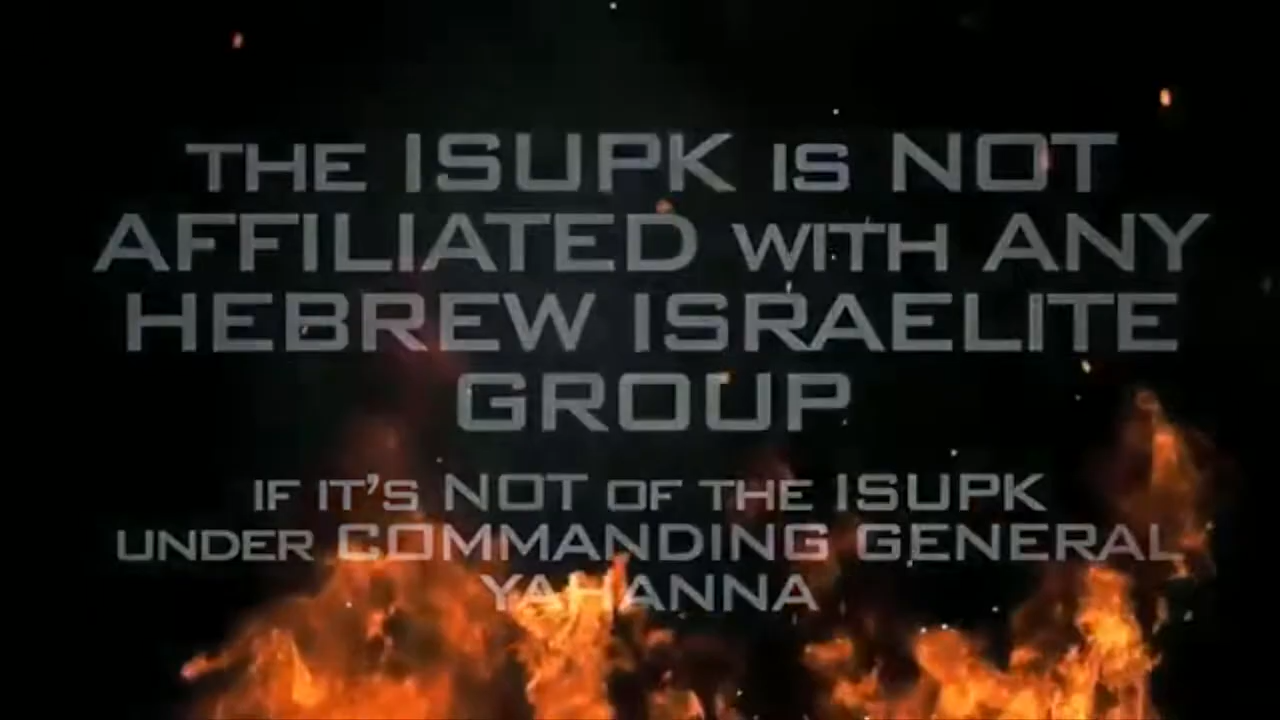 THE ISUPK IS NOT
AFFILIATED WITH ANY
HEBREW ISRAELITE
GROUP
IF IT'S NOT OF THE ISUPK
UNDER COMMANDING GENERAL
YAHANNA